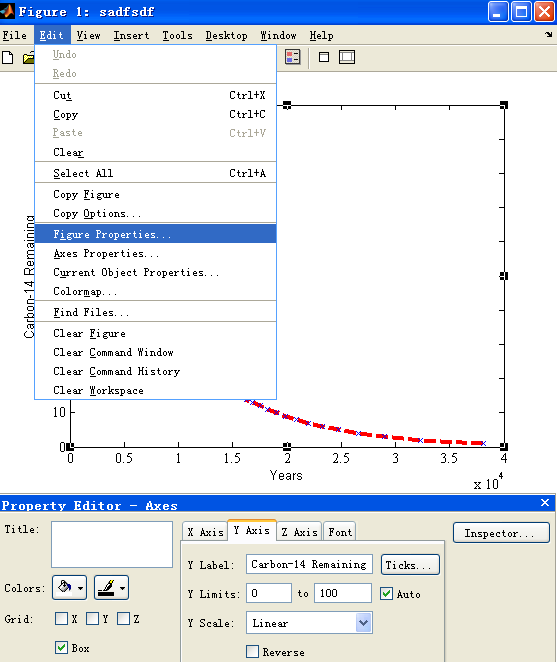 Figure 1: sadfsdf
File Edit View Insert Tools Desktop Window Help
Undo
Redo
Cut Ctrl+X
Copy Ctrl+C
Paste Ctrl+V
Clear
Select All Ctrl+A
Copy Figure
Copy Options...
Figure Properties...
Axes Properties...
Current Object Properties...
Colormap...
Find Files...
Clear Figure
Clear Command Window
Clear Command History
Clear Workspace
Carbon-14 Remaining
10
0
0 0.5 1 1.5 2 2.5 3 3.5 4
Years
x 10^4
Property Editor - Axes
Title:
X Axis Y Axis Z Axis Font
Inspector...
Y Label: Carbon-14 Remaining Ticks...
Colors:
Y Limits: 0 to 100 Auto
Grid: X Y Z
Y Scale: Linear
Box
Reverse